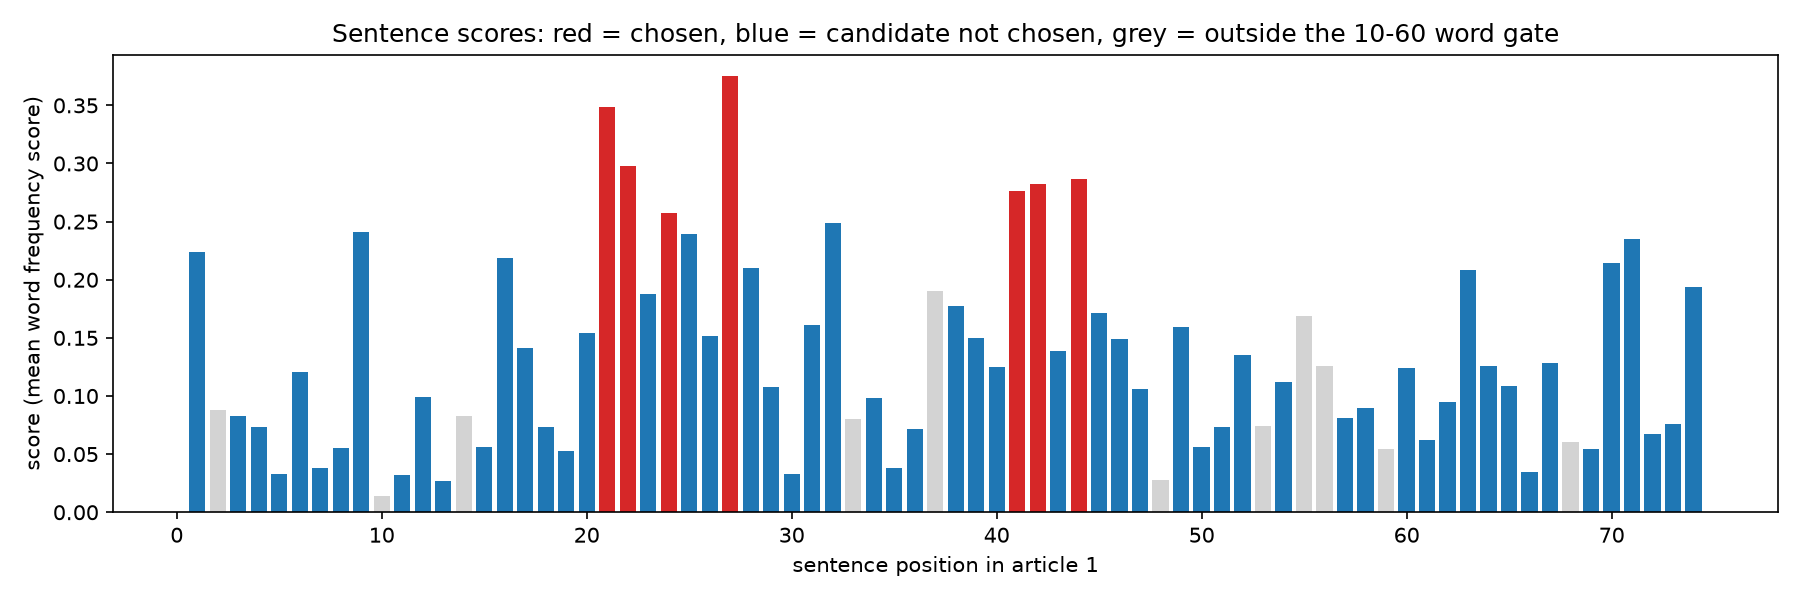 Sentence scores: red = chosen, blue = candidate not chosen, grey = outside the 10-60 word gate
score (mean word frequency score)
0.35
0.30
0.25
0.20
0.15
0.10
0.05
0.00
0 10 20 30 40 50 60 70
sentence position in article 1